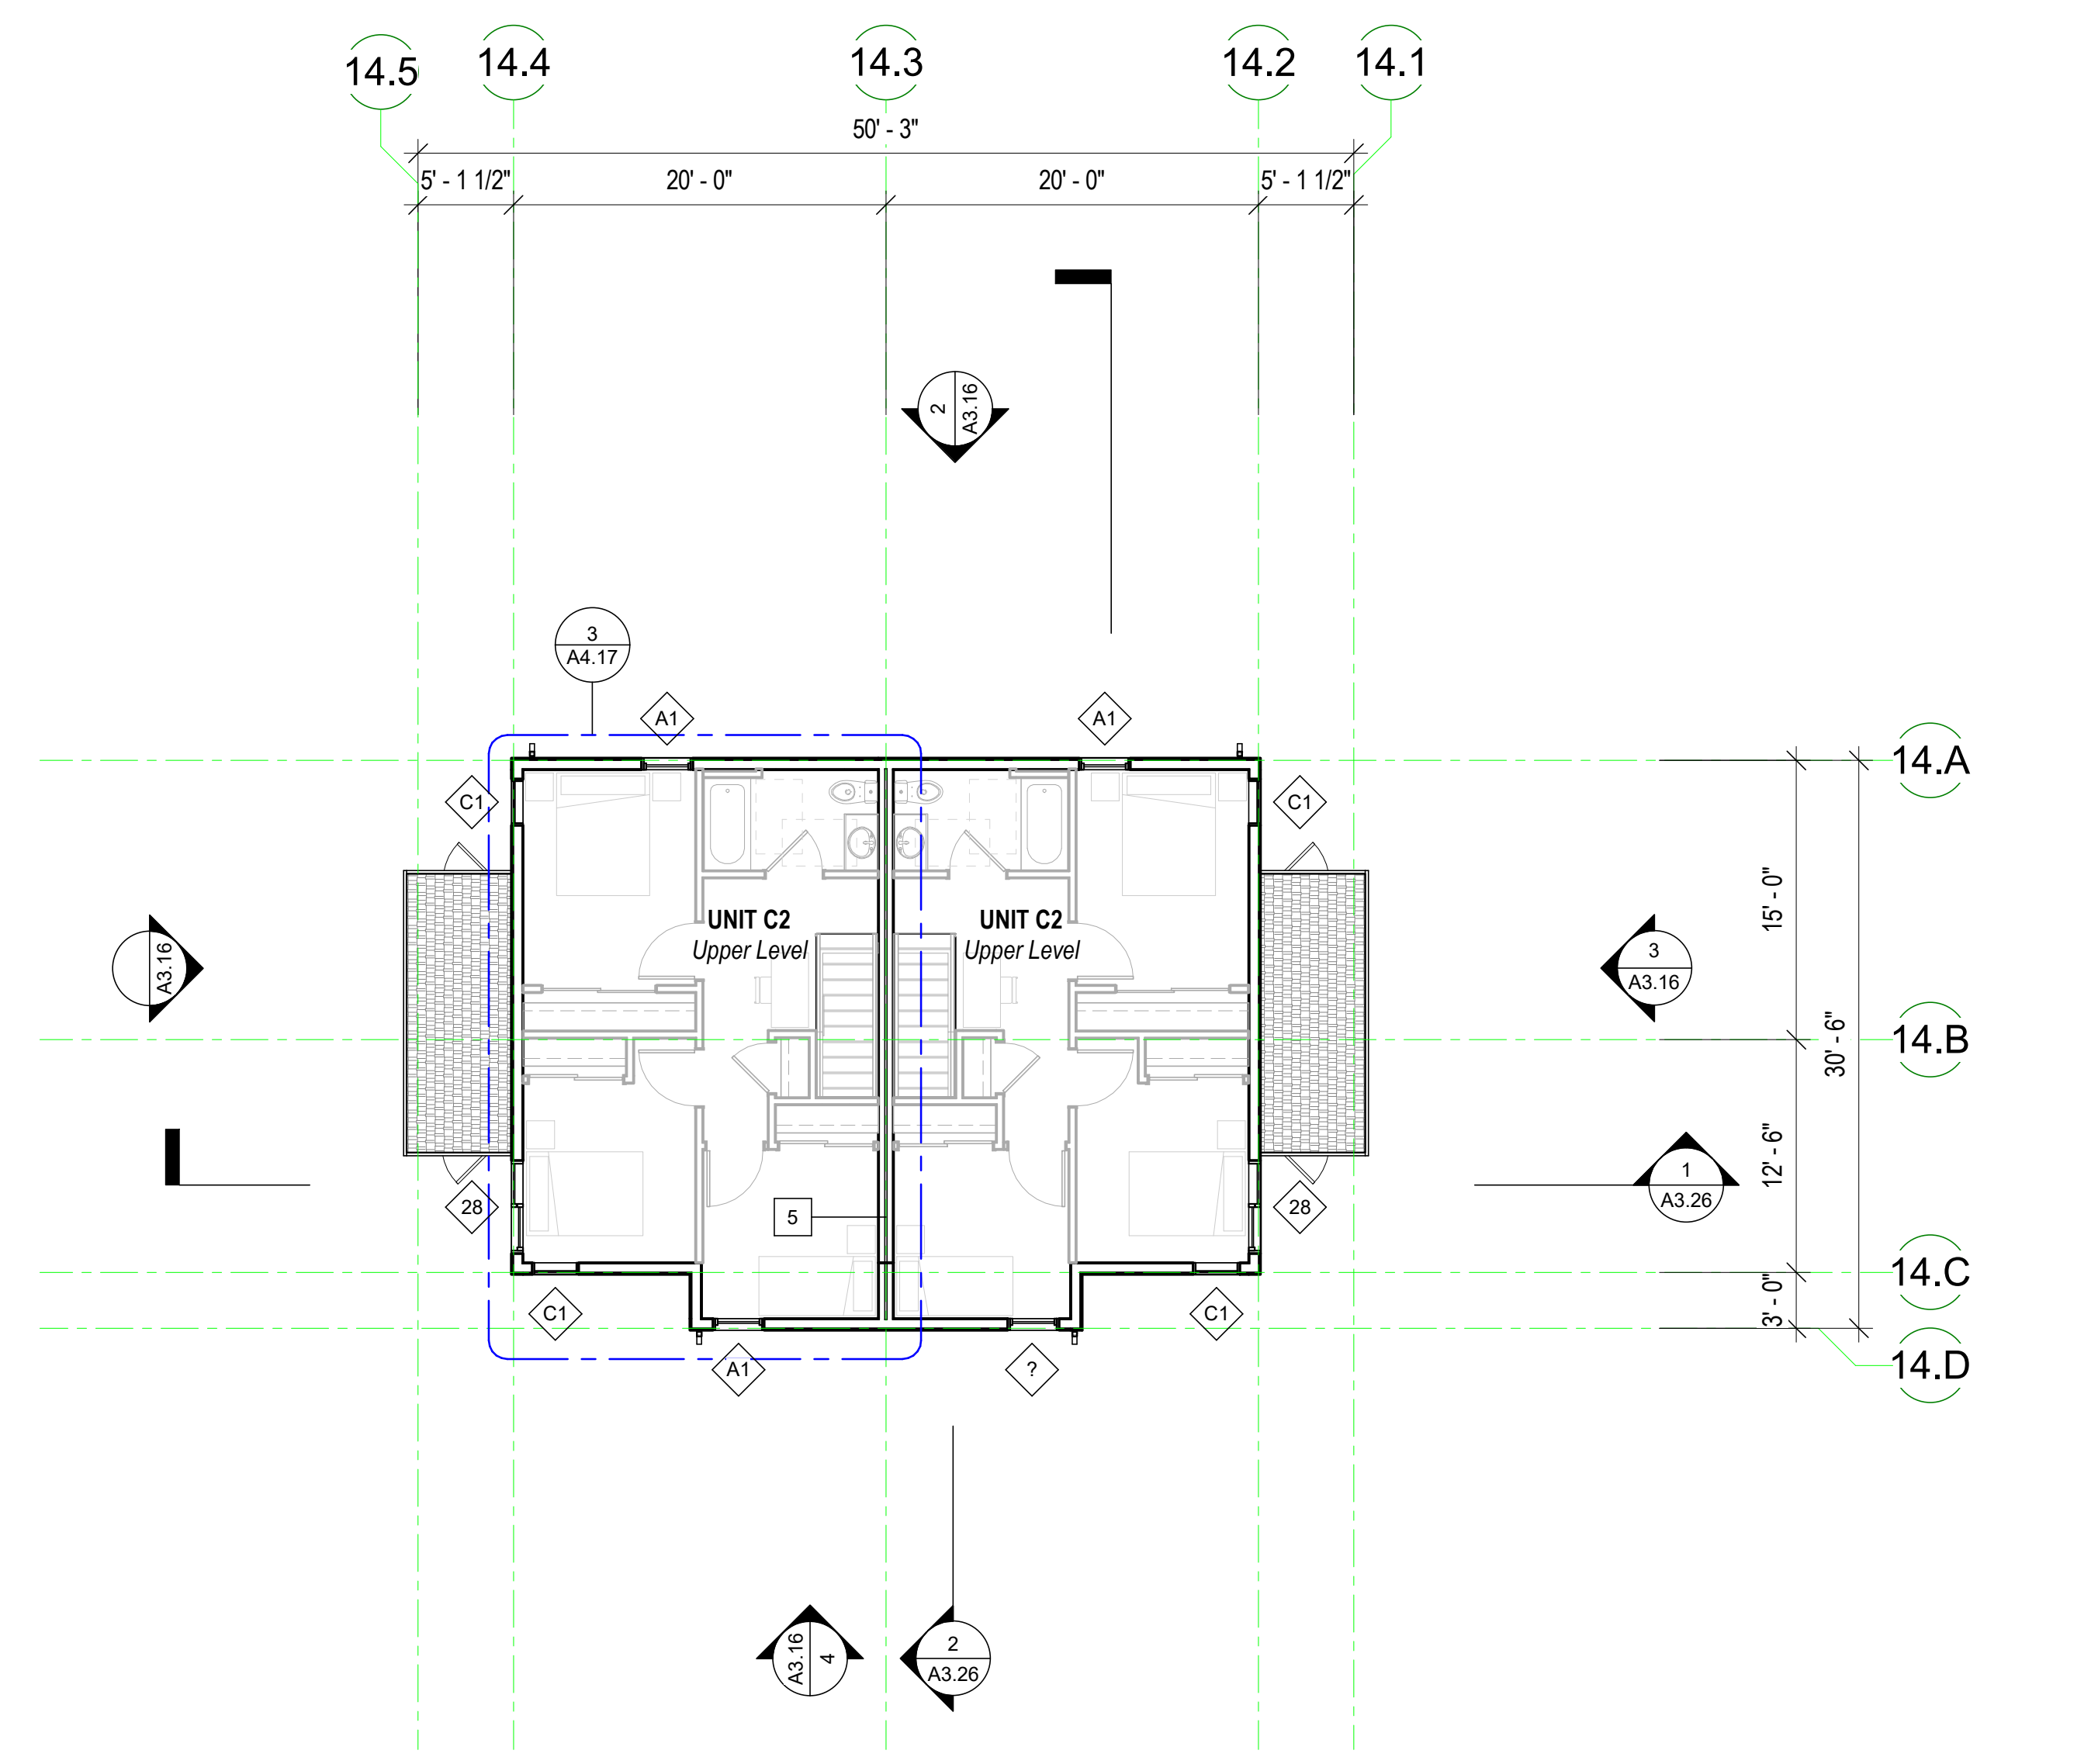 14.5
14.4
14.3
14.2
14.1
50' - 3"
5' - 1 1/2"
20' - 0"
20' - 0"
5' - 1 1/2"
2
A3.16
3
A4.17
A1
A1
14.A
C1
C1
15' - 0"
UNIT C2
Upper Level
UNIT C2
Upper Level
A3.16
3
A3.16
30' - 6"
14.B
12' - 6"
1
A3.26
28
5
28
14.C
3' - 0"
C1
C1
14.D
A1
?
A3.16
4
2
A3.26